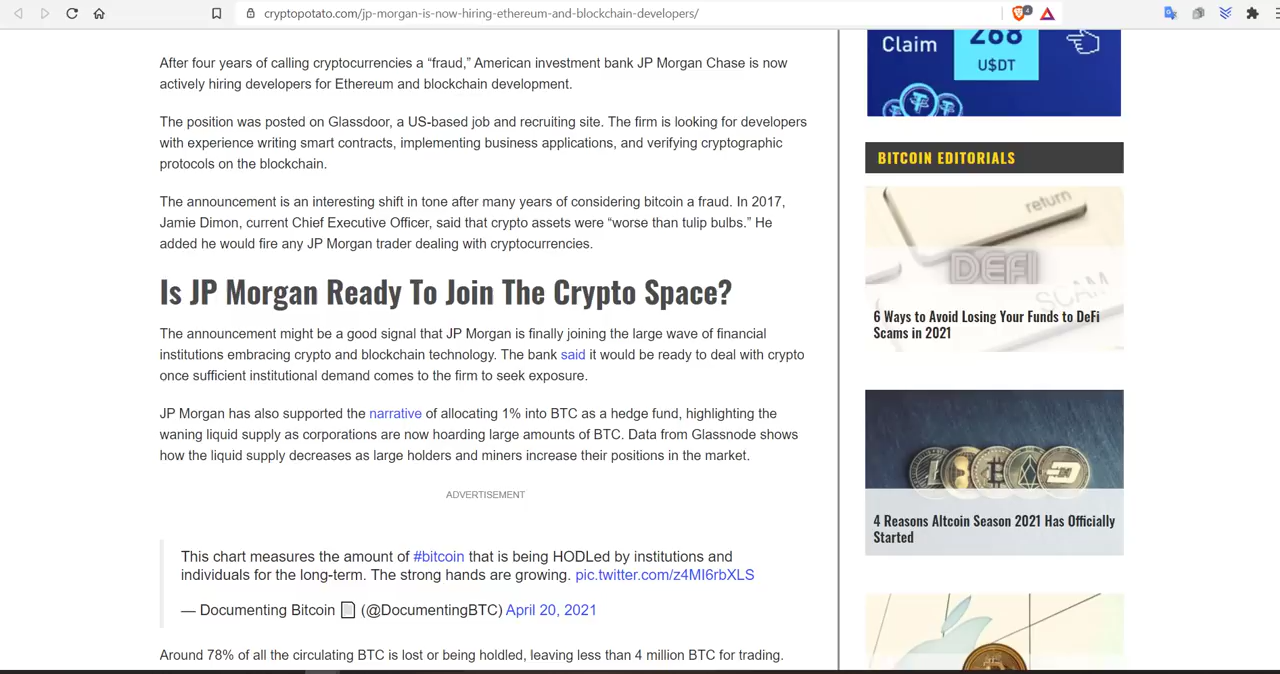 cryptopotato.com/jp-morgan-is-now-hiring-ethereum-and-blockchain-developers/
4
After four years of calling cryptocurrencies a “fraud,” American investment bank JP Morgan Chase is now
actively hiring developers for Ethereum and blockchain development.
The position was posted on Glassdoor, a US-based job and recruiting site. The firm is looking for developers
with experience writing smart contracts, implementing business applications, and verifying cryptographic
protocols on the blockchain.
The announcement is an interesting shift in tone after many years of considering bitcoin a fraud. In 2017,
Jamie Dimon, current Chief Executive Officer, said that crypto assets were “worse than tulip bulbs.” He
added he would fire any JP Morgan trader dealing with cryptocurrencies.
Is JP Morgan Ready To Join The Crypto Space?
The announcement might be a good signal that JP Morgan is finally joining the large wave of financial
institutions embracing crypto and blockchain technology. The bank said it would be ready to deal with crypto
once sufficient institutional demand comes to the firm to seek exposure.
JP Morgan has also supported the narrative of allocating 1% into BTC as a hedge fund, highlighting the
waning liquid supply as corporations are now hoarding large amounts of BTC. Data from Glassnode shows
how the liquid supply decreases as large holders and miners increase their positions in the market.
ADVERTISEMENT
This chart measures the amount of #bitcoin that is being HODLed by institutions and
individuals for the long-term. The strong hands are growing. pic.twitter.com/z4MI6rbXLS
— Documenting Bitcoin (@DocumentingBTC) April 20, 2021
Around 78% of all the circulating BTC is lost or being holdled, leaving less than 4 million BTC for trading.
Claim
268
U$DT
BITCOIN EDITORIALS
return
DEFI
SCAM
6 Ways to Avoid Losing Your Funds to DeFi
Scams in 2021
4 Reasons Altcoin Season 2021 Has Officially
Started